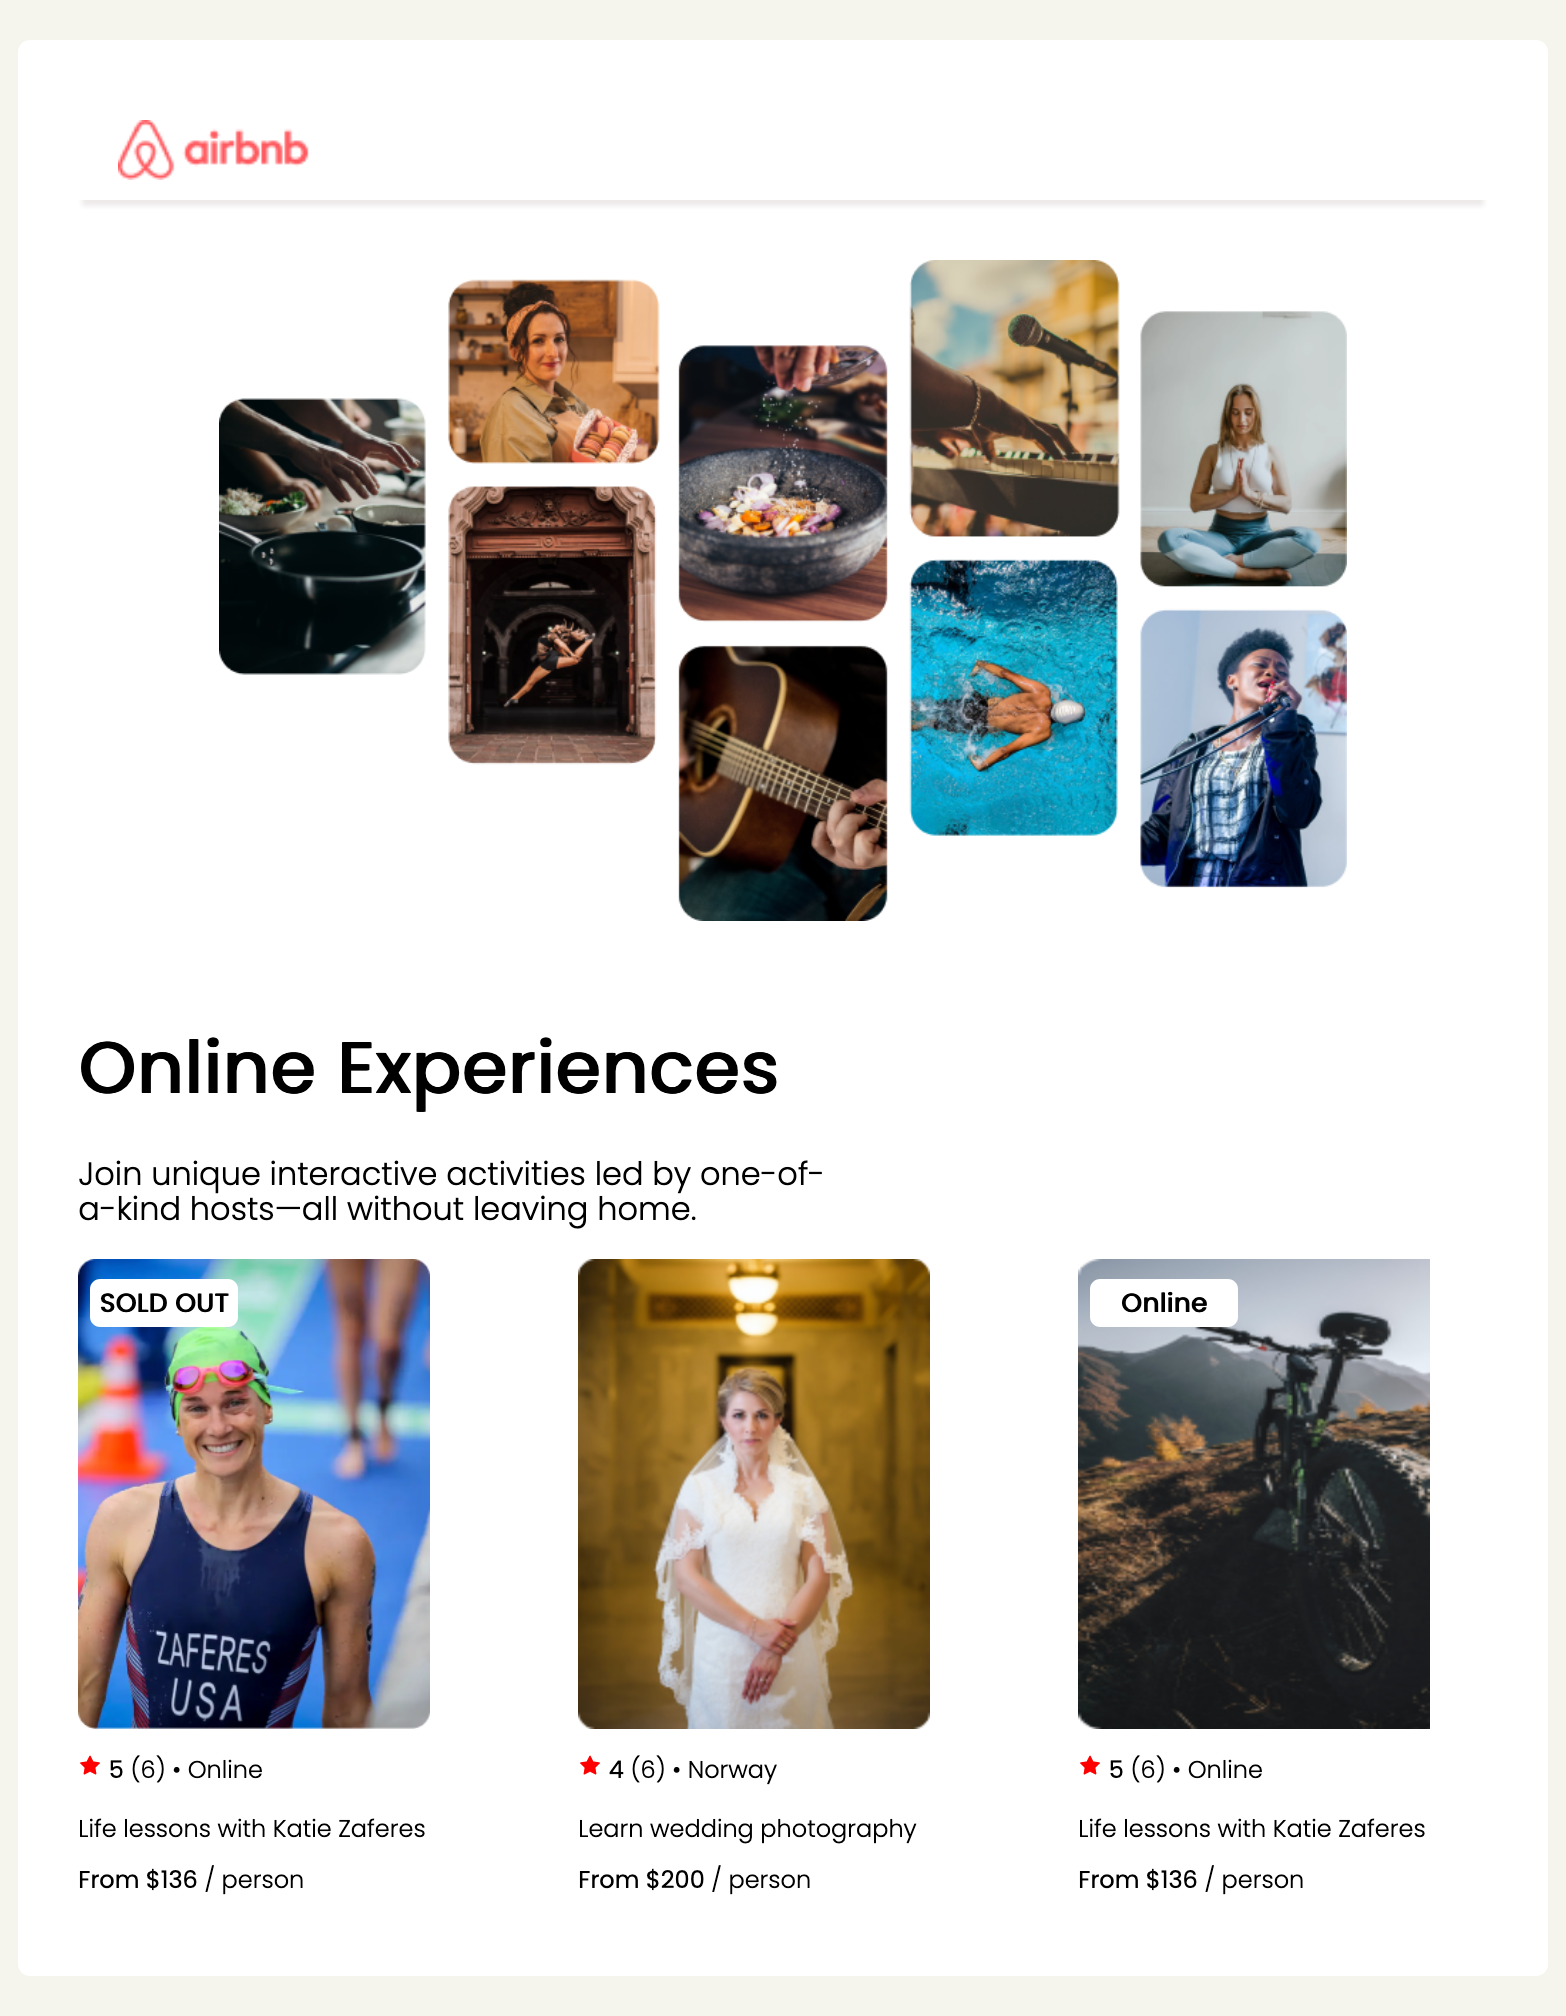 airbnb
Online Experiences
Join unique interactive activities led by one-of-
a-kind hosts—all without leaving home.
SOLD OUT
ZAFERES
USA
5 (6) • Online
Life lessons with Katie Zaferes
From $136 / person
4 (6) • Norway
Learn wedding photography
From $200 / person
Online
5 (6) • Online
Life lessons with Katie Zaferes
From $136 / person